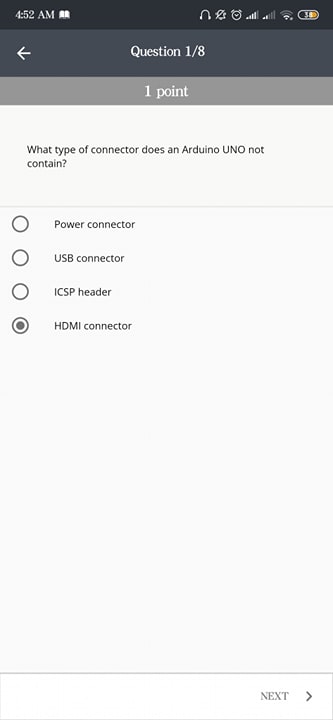 4:52 AM
38
Question 1/8
1 point
What type of connector does an Arduino UNO not
contain?
Power connector
USB connector
ICSP header
HDMI connector
NEXT